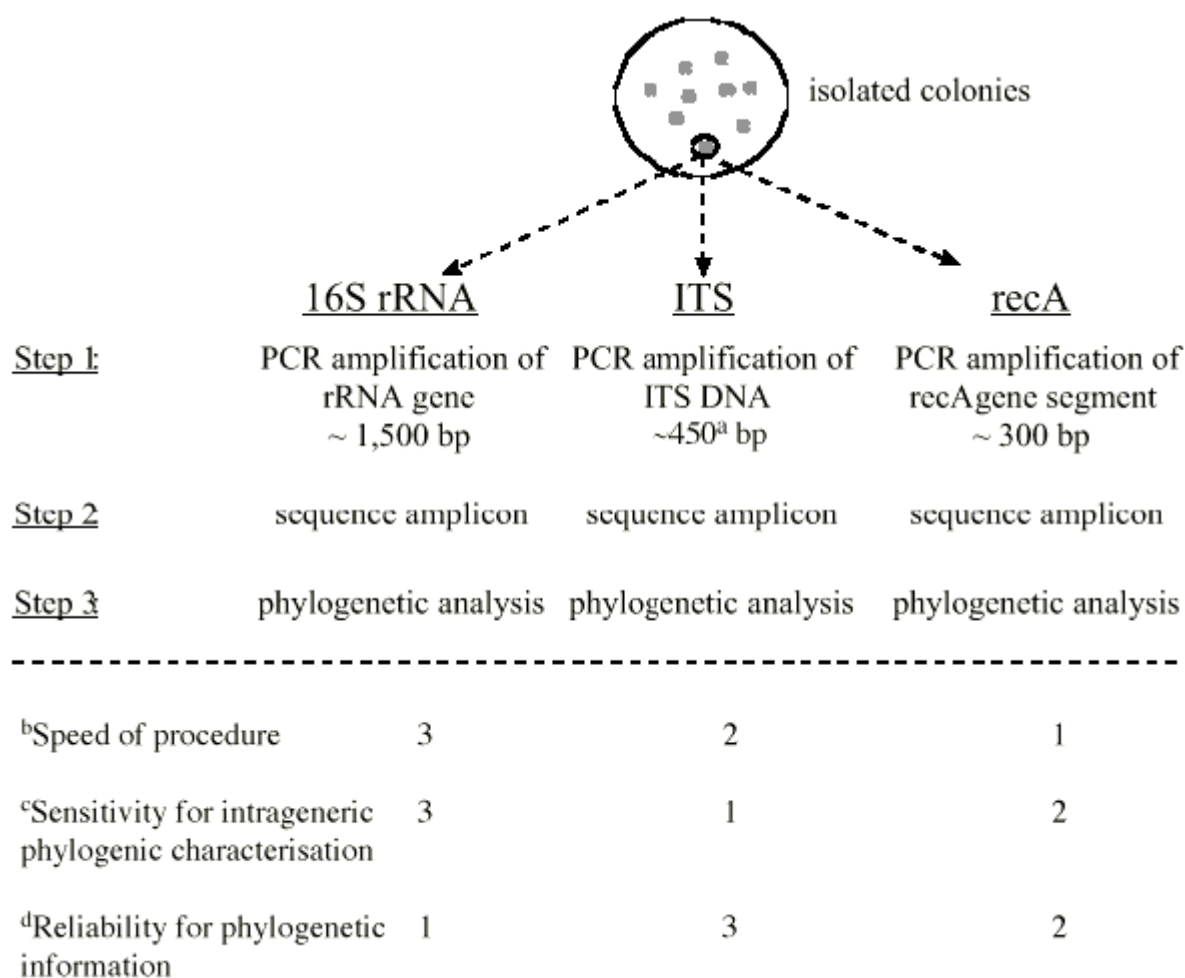 isolated colonies
16S rRNA ITS recA
Step 1: PCR amplification of PCR amplification of PCR amplification of
rRNA gene ITS DNA recAgene segment
~ 1,500 bp ~450ᵃ bp ~ 300 bp
Step 2 sequence amplicon sequence amplicon sequence amplicon
Step 3: phylogenetic analysis phylogenetic analysis phylogenetic analysis
ᵇSpeed of procedure 3 2 1
ᶜSensitivity for intrageneric 3 1 2
phylogenic characterisation
ᵈReliability for phylogenetic 1 3 2
information